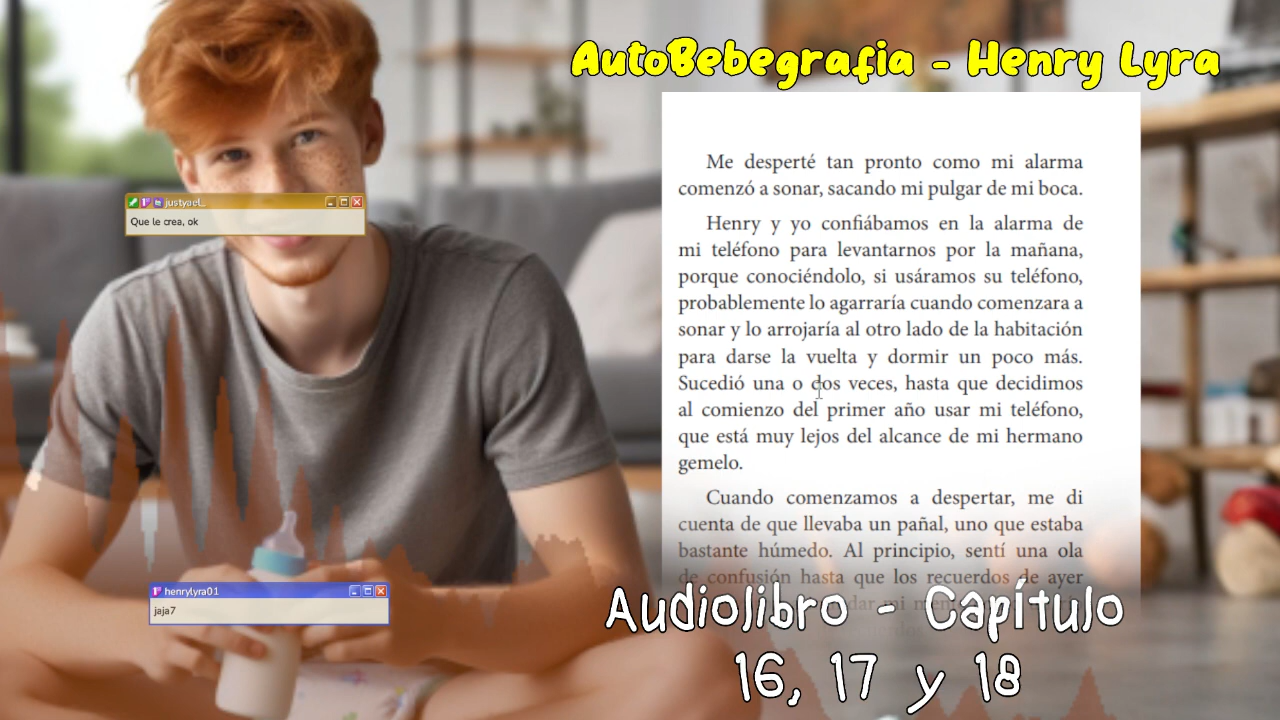 AutoBebegrafia - Henry Lyra
justyael_
Que le crea, ok
Me desperté tan pronto como mi alarma
comenzó a sonar, sacando mi pulgar de mi boca.
Henry y yo confiábamos en la alarma de
mi teléfono para levantarnos por la mañana,
porque conociéndolo, si usáramos su teléfono,
probablemente lo agarraría cuando comenzara a
sonar y lo arrojaría al otro lado de la habitación
para darse la vuelta y dormir un poco más.
Sucedió una o dos veces, hasta que decidimos
al comienzo del primer año usar mi teléfono,
que está muy lejos del alcance de mi hermano
gemelo.
Cuando comenzamos a despertar, me di
cuenta de que llevaba un pañal, uno que estaba
bastante húmedo. Al principio, sentí una ola
de confusión hasta que los recuerdos de ayer
mi
henrylyra01
jaja7
Audiolibro - Capítulo
16, 17 y 18